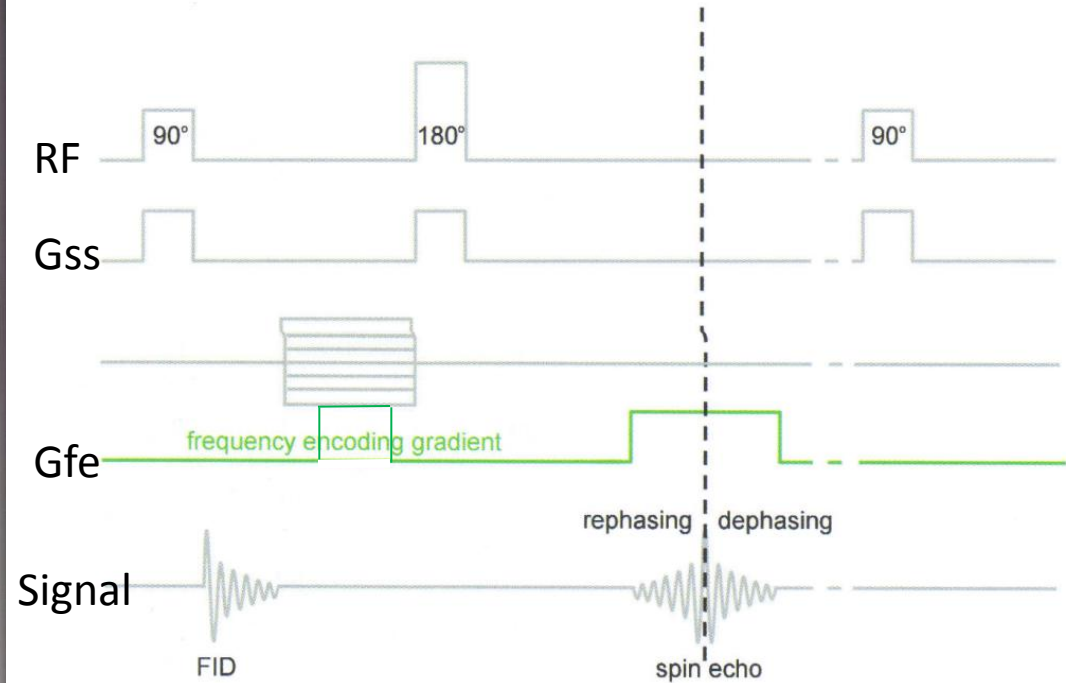 RF
90°
180°
90°
Gss
frequency encoding gradient
Gfe
rephasing dephasing
Signal
FID
spin echo